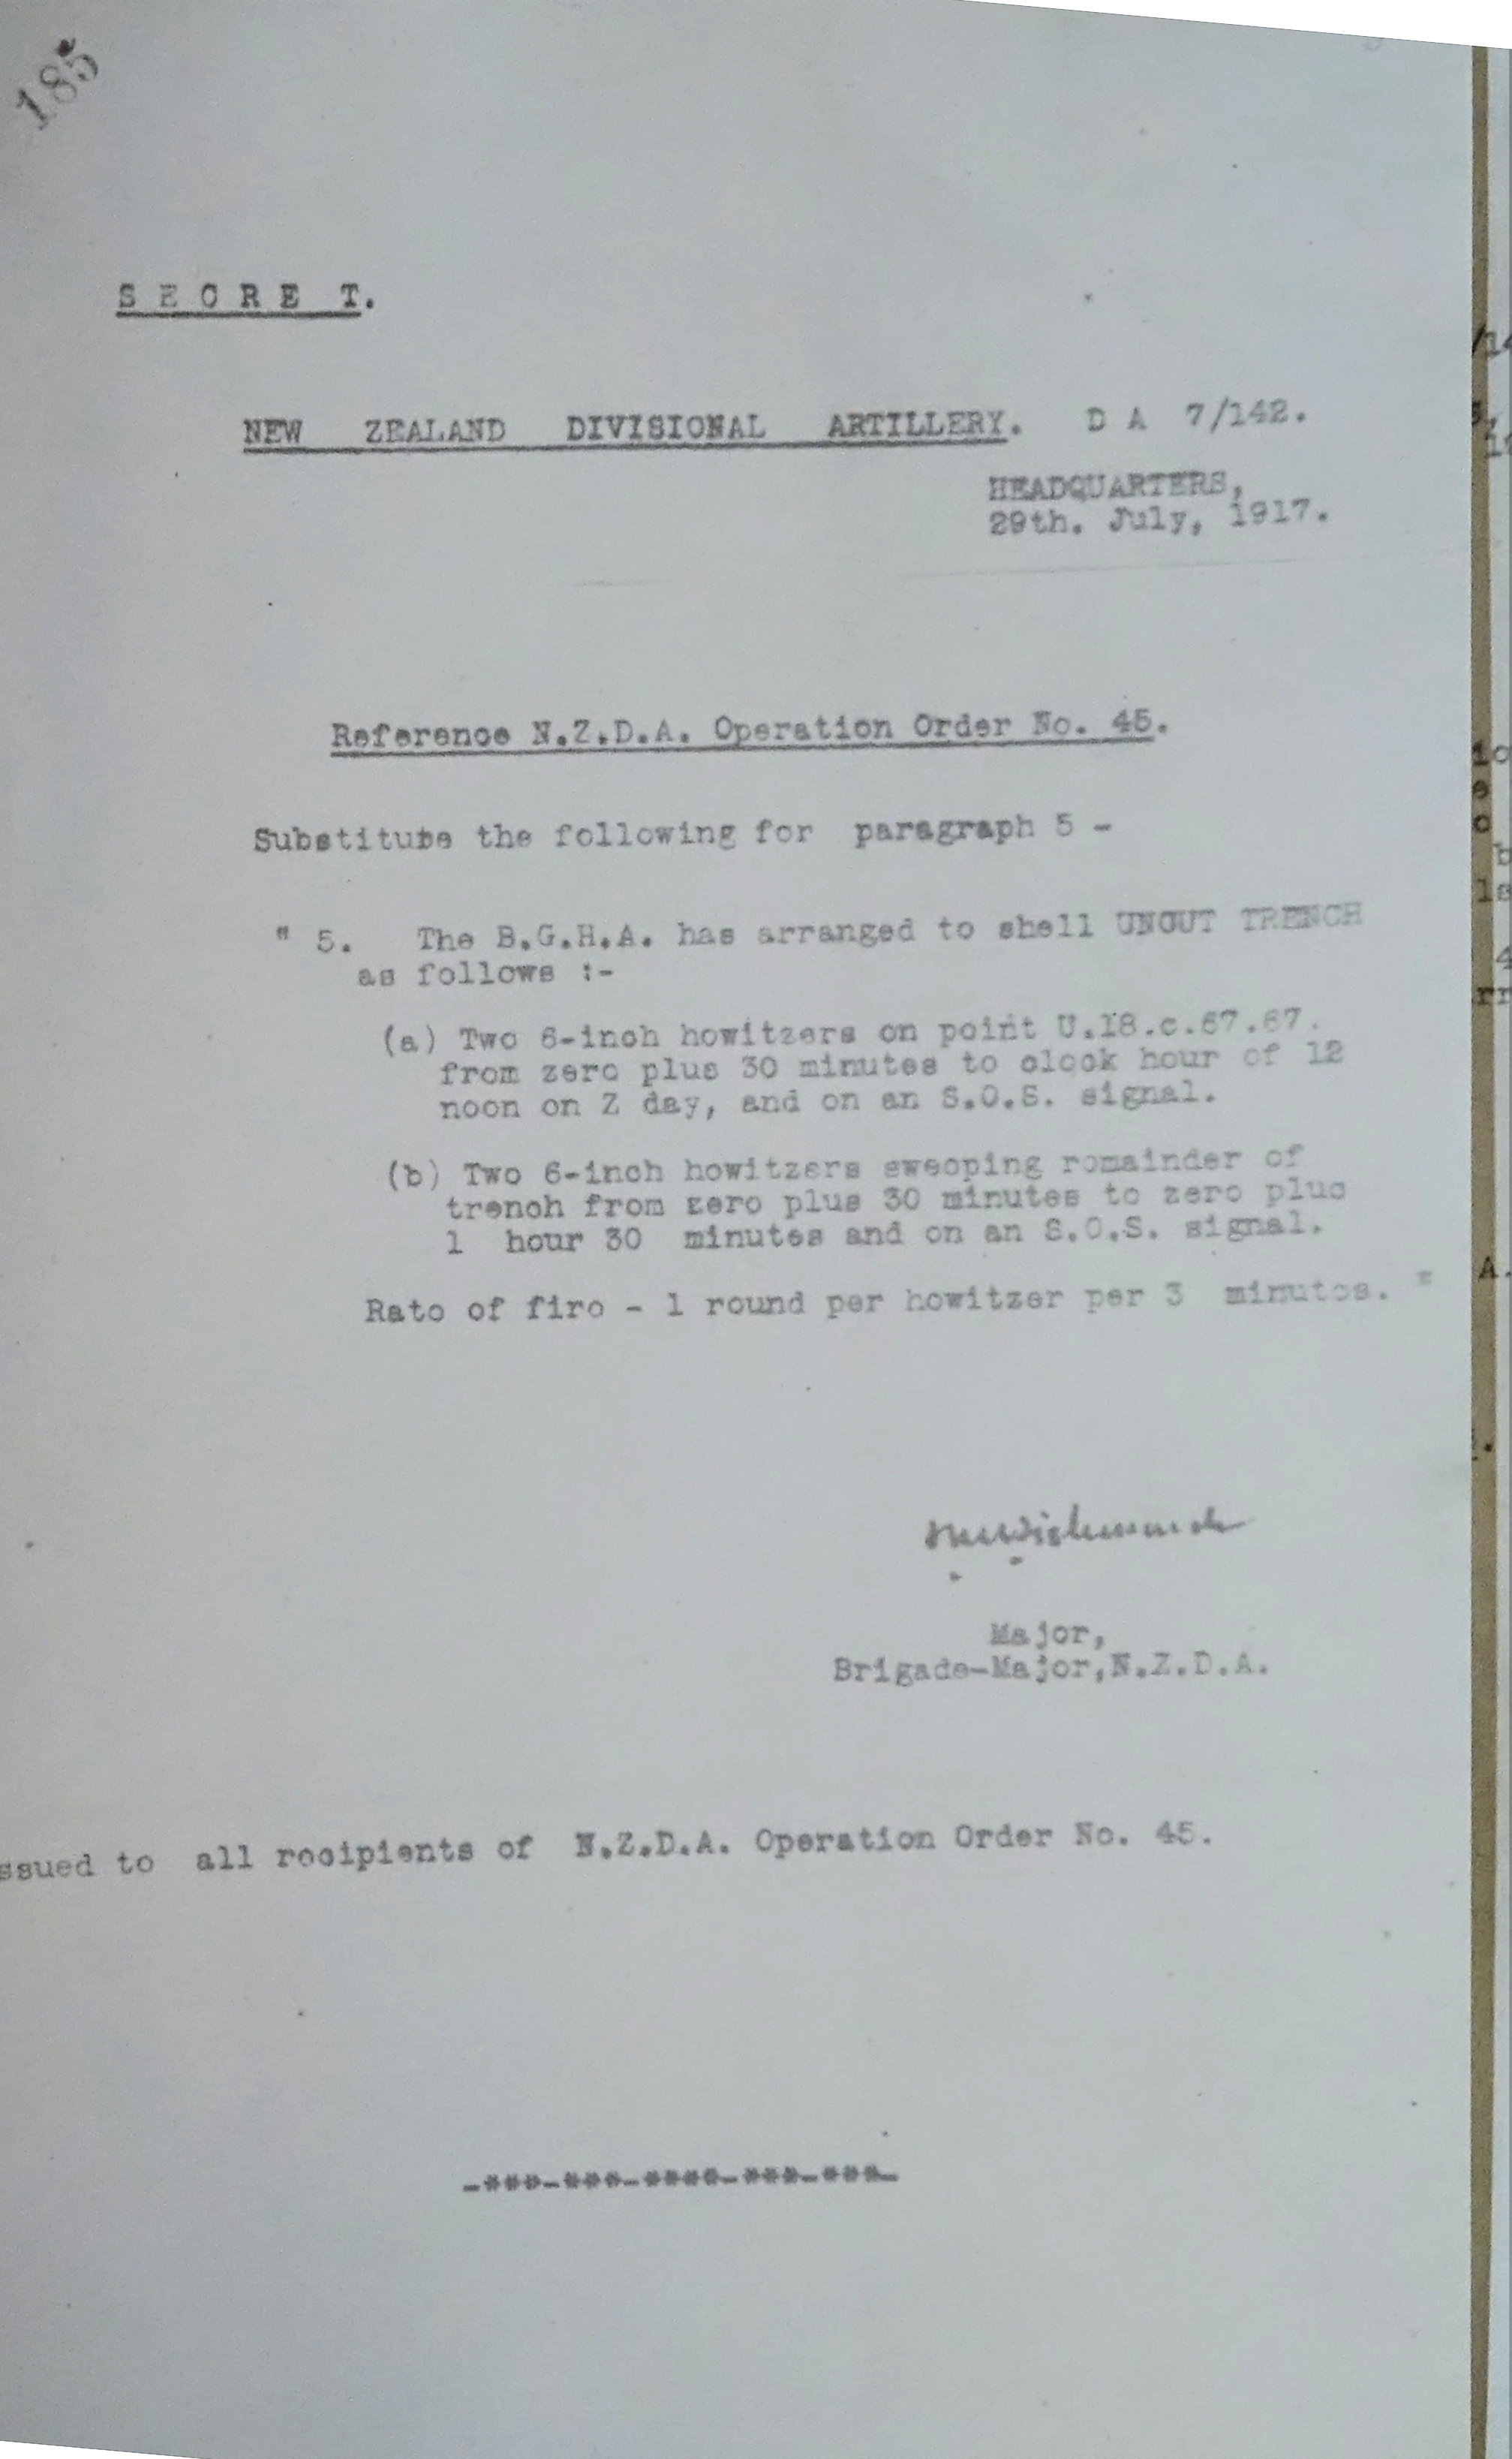 185
S E C R E T.
NEW ZEALAND DIVISIONAL ARTILLERY. D A 7/142.
HEADQUARTERS,
29th. July, 1917.
Reference N.Z.D.A. Operation Order No. 45.
Substitute the following for paragraph 5 -
" 5. The B.G.H.A. has arranged to shell UNCUT TRENCH
as follows :-
(a) Two 6-inch howitzers on point U.18.c.67.67.
from zero plus 30 minutes to clock hour of 12
noon on Z day, and on an S.O.S. signal.
(b) Two 6-inch howitzers sweeping remainder of
trench from zero plus 30 minutes to zero plus
1 hour 30 minutes and on an S.O.S. signal.
Rate of fire - 1 round per howitzer per 3 minutes. "
Major,
Brigade-Major,N.Z.D.A.
ssued to all recipients of N.Z.D.A. Operation Order No. 45.
-***-***-****-***-***-